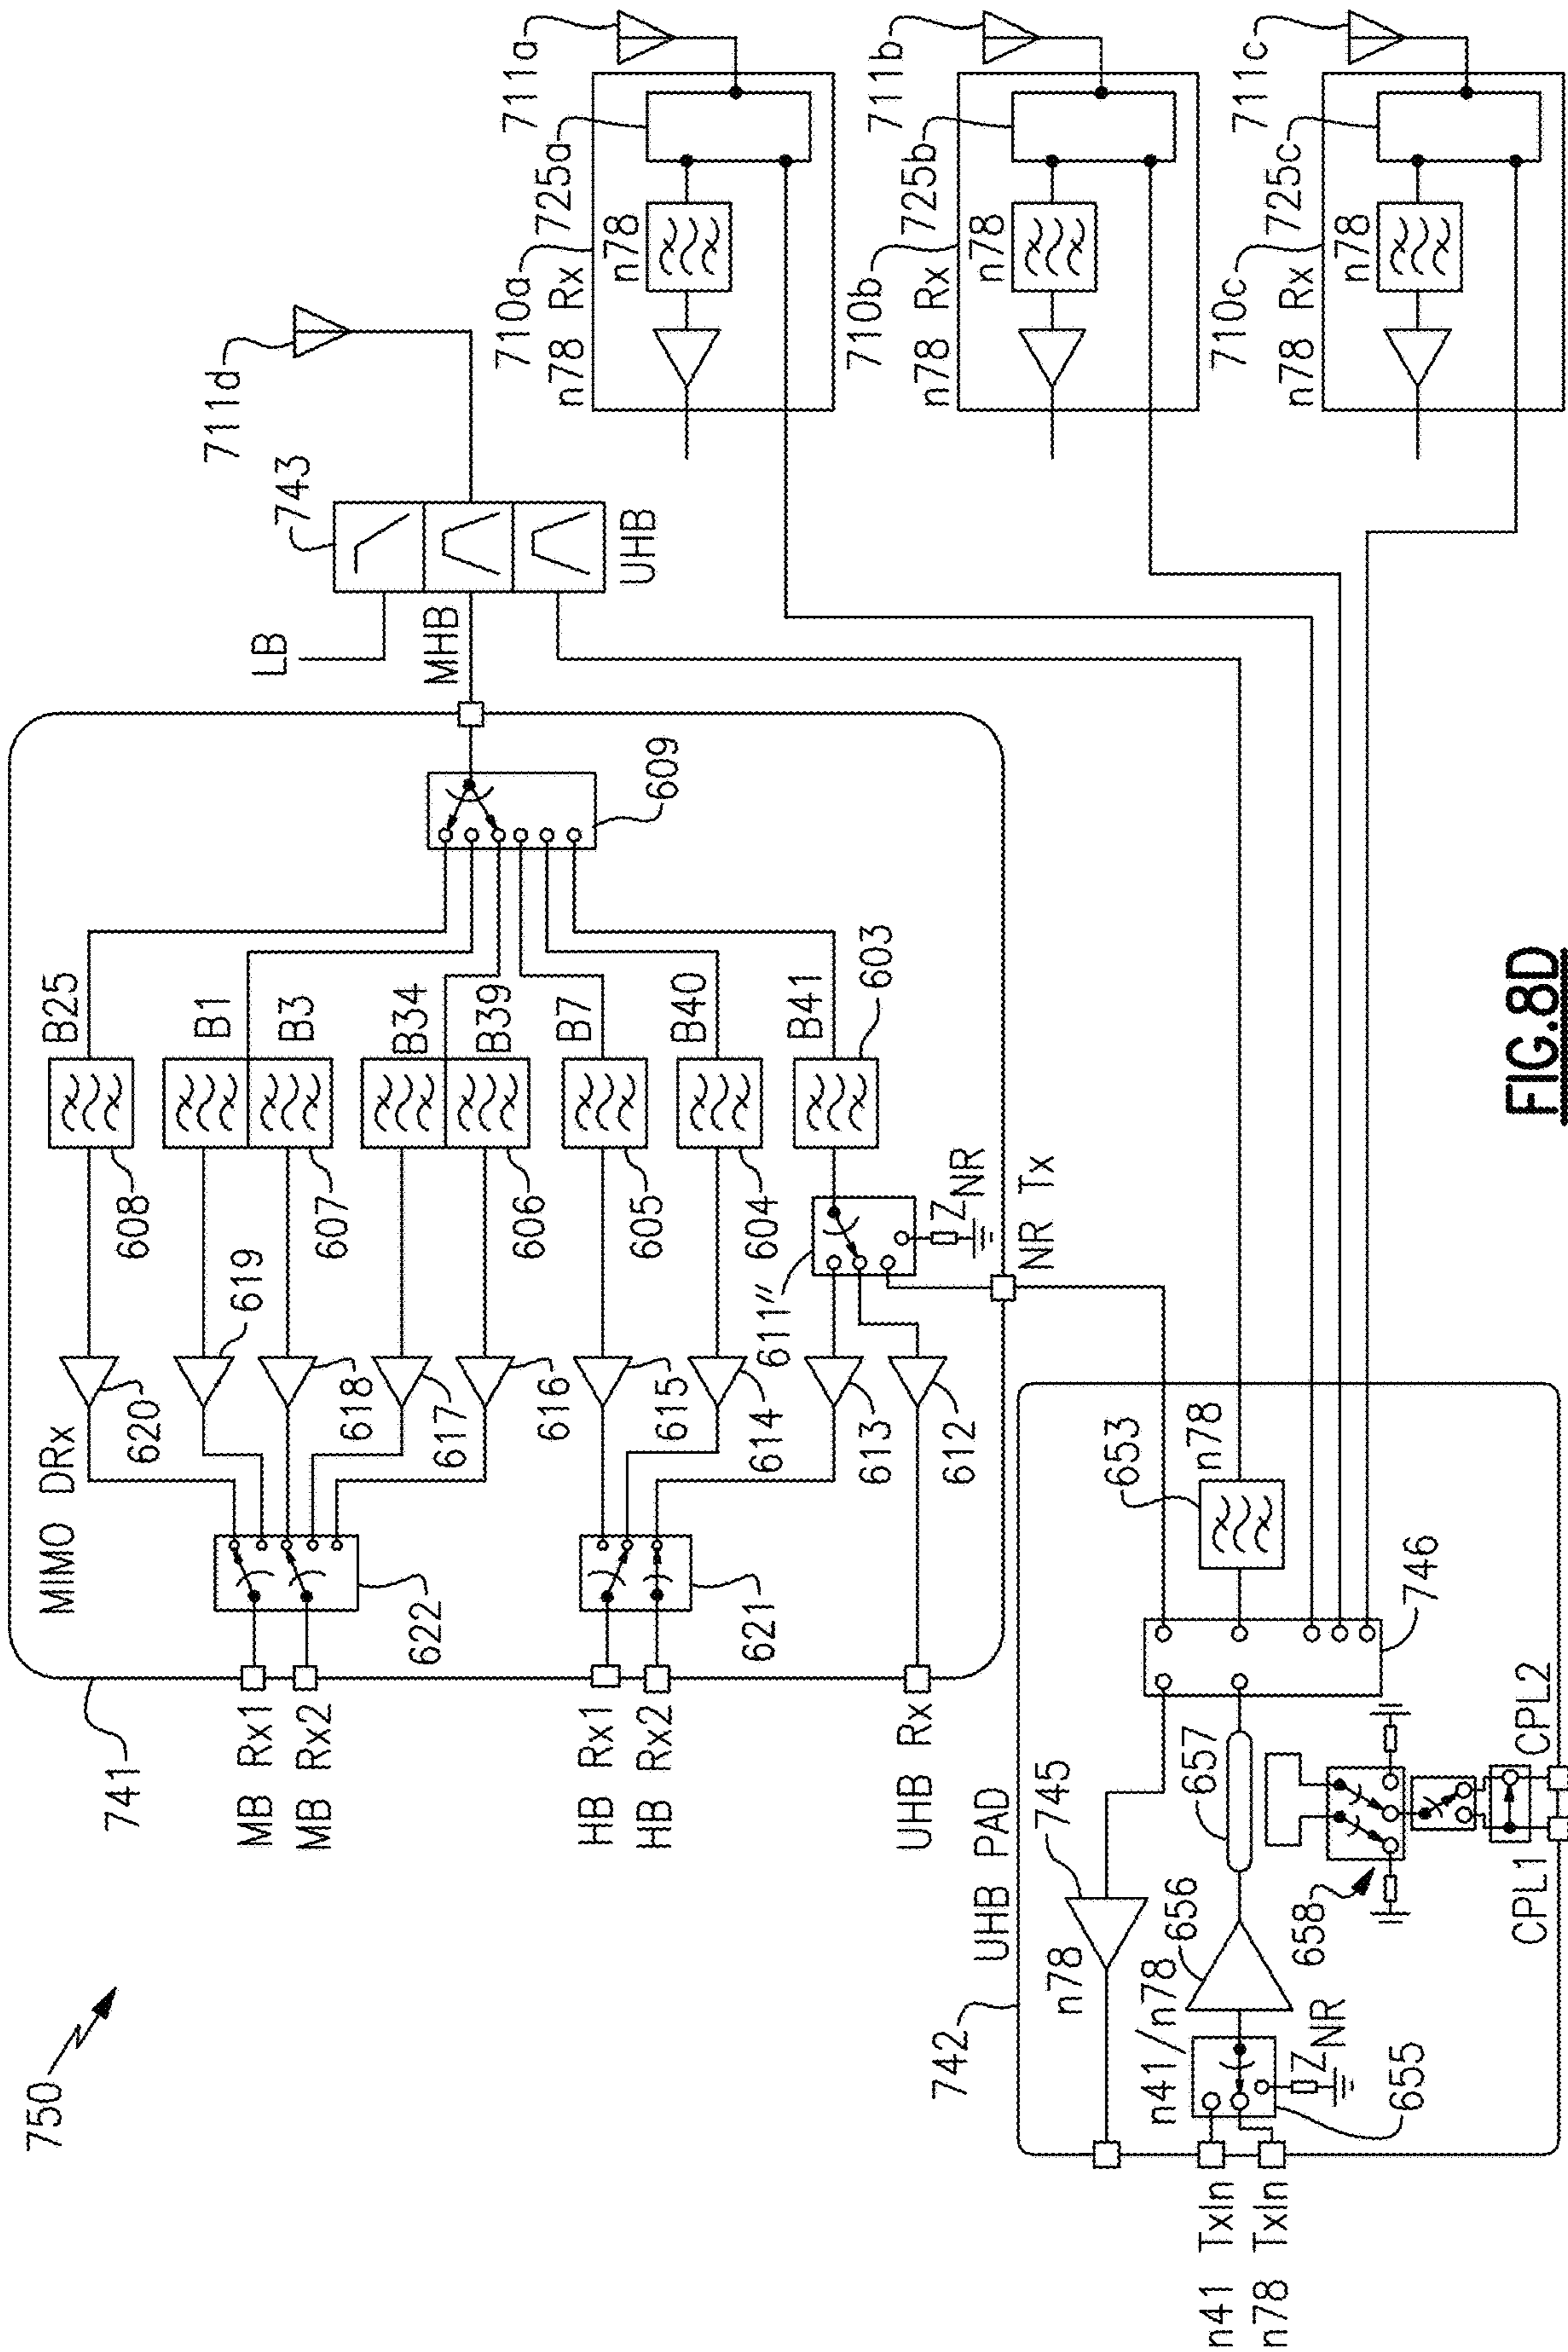 750
741
MIMO DRx
MB Rx1
MB Rx2
HB Rx1
HB Rx2
UHB Rx
622
621
620
619
618
617
616
615
614
613
612
611"
608
607
606
605
604
603
B25
B1
B3
B34
B39
B7
B40
B41
609
ZNR
NR Tx
LB
MHB
UHB
743
711d
711a
710a
725a
n78 Rx
n78
711b
710b
725b
n78 Rx
n78
711c
710c
725c
n78 Rx
n78
742
UHB PAD
n78
745
n41/n78
656
657
653
n78
746
658
ZNR
655
n41 TxIn
n78 TxIn
CPL1
CPL2
FIG.8D